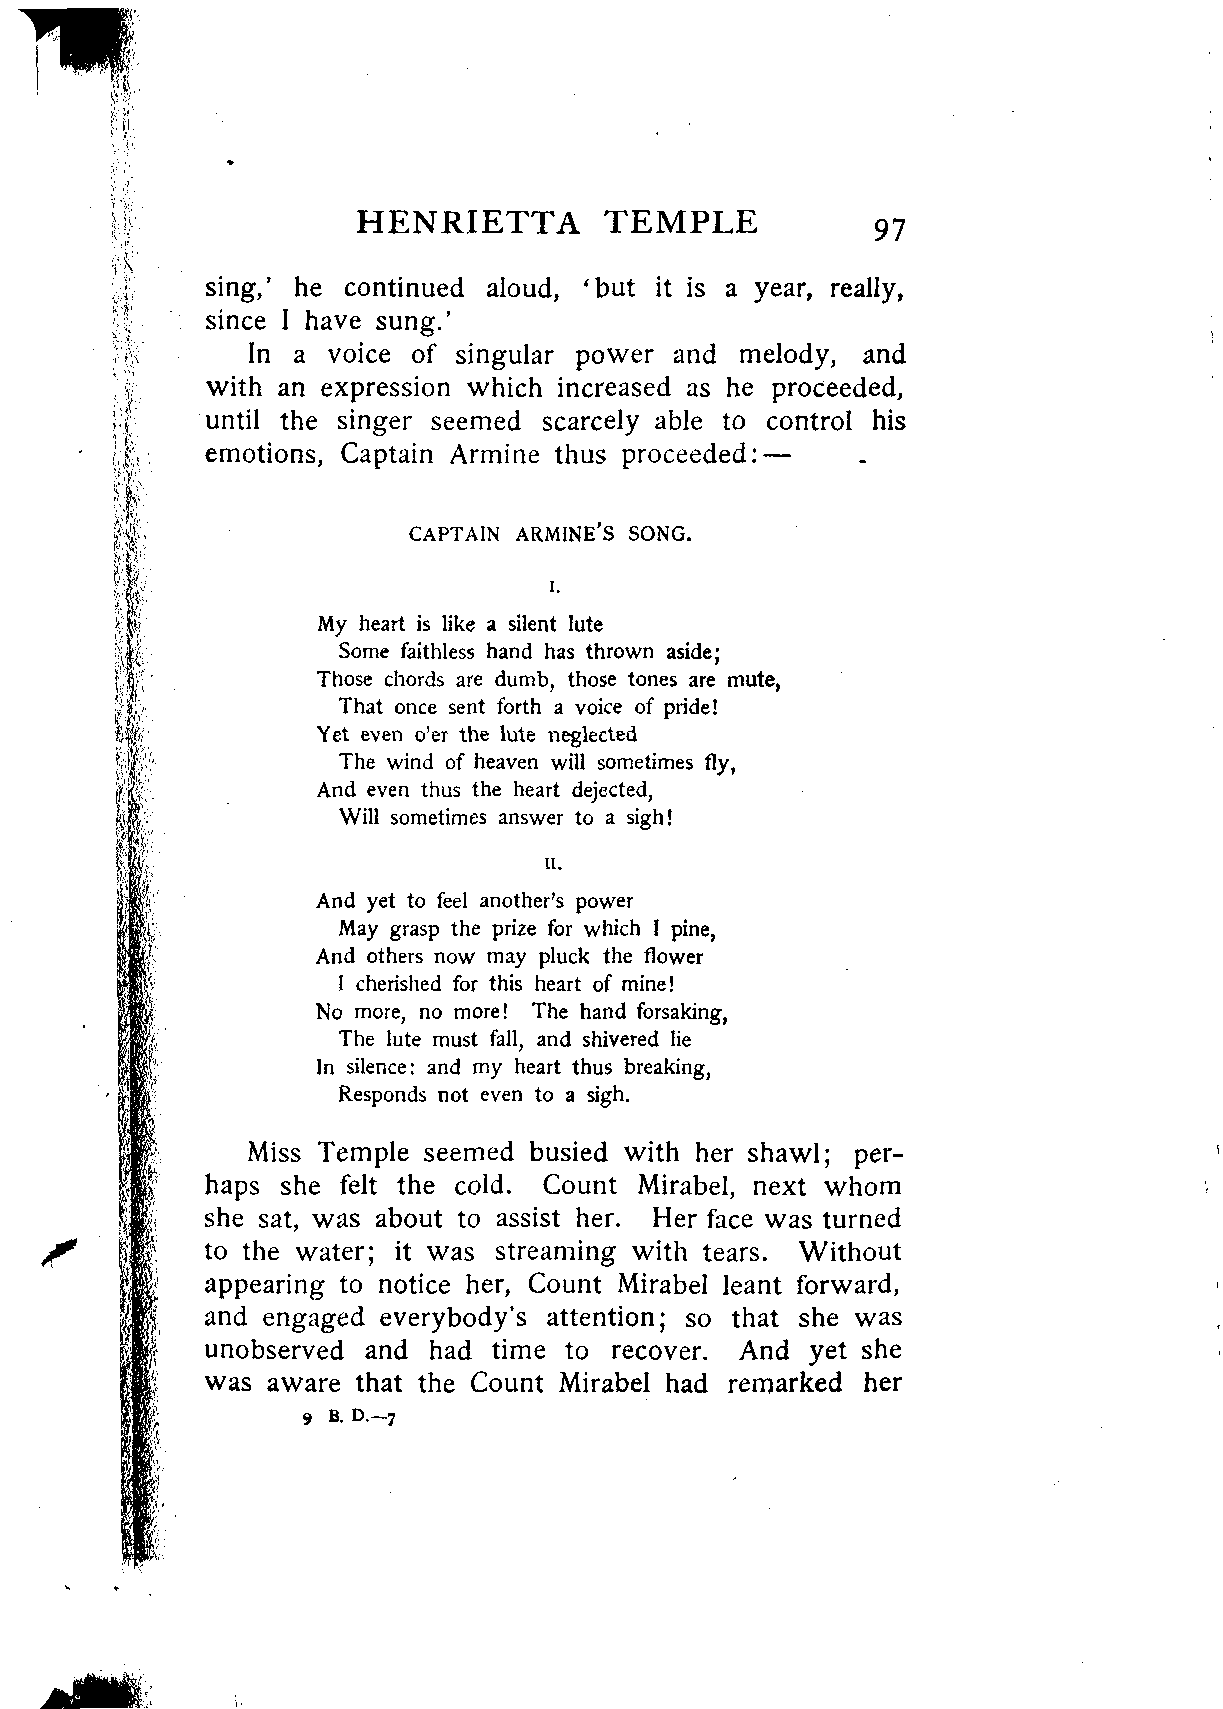 HENRIETTA TEMPLE 97
sing,' he continued aloud, 'but it is a year, really,
since I have sung.'
In a voice of singular power and melody, and
with an expression which increased as he proceeded,
until the singer seemed scarcely able to control his
emotions, Captain Armine thus proceeded:—
CAPTAIN ARMINE'S SONG.
I.
My heart is like a silent lute
Some faithless hand has thrown aside;
Those chords are dumb, those tones are mute,
That once sent forth a voice of pride!
Yet even o'er the lute neglected
The wind of heaven will sometimes fly,
And even thus the heart dejected,
Will sometimes answer to a sigh!
II.
And yet to feel another's power
May grasp the prize for which I pine,
And others now may pluck the flower
I cherished for this heart of mine!
No more, no more! The hand forsaking,
The lute must fall, and shivered lie
In silence: and my heart thus breaking,
Responds not even to a sigh.
Miss Temple seemed busied with her shawl; per-
haps she felt the cold. Count Mirabel, next whom
she sat, was about to assist her. Her face was turned
to the water; it was streaming with tears. Without
appearing to notice her, Count Mirabel leant forward,
and engaged everybody's attention; so that she was
unobserved and had time to recover. And yet she
was aware that the Count Mirabel had remarked her
9 B. D.—7